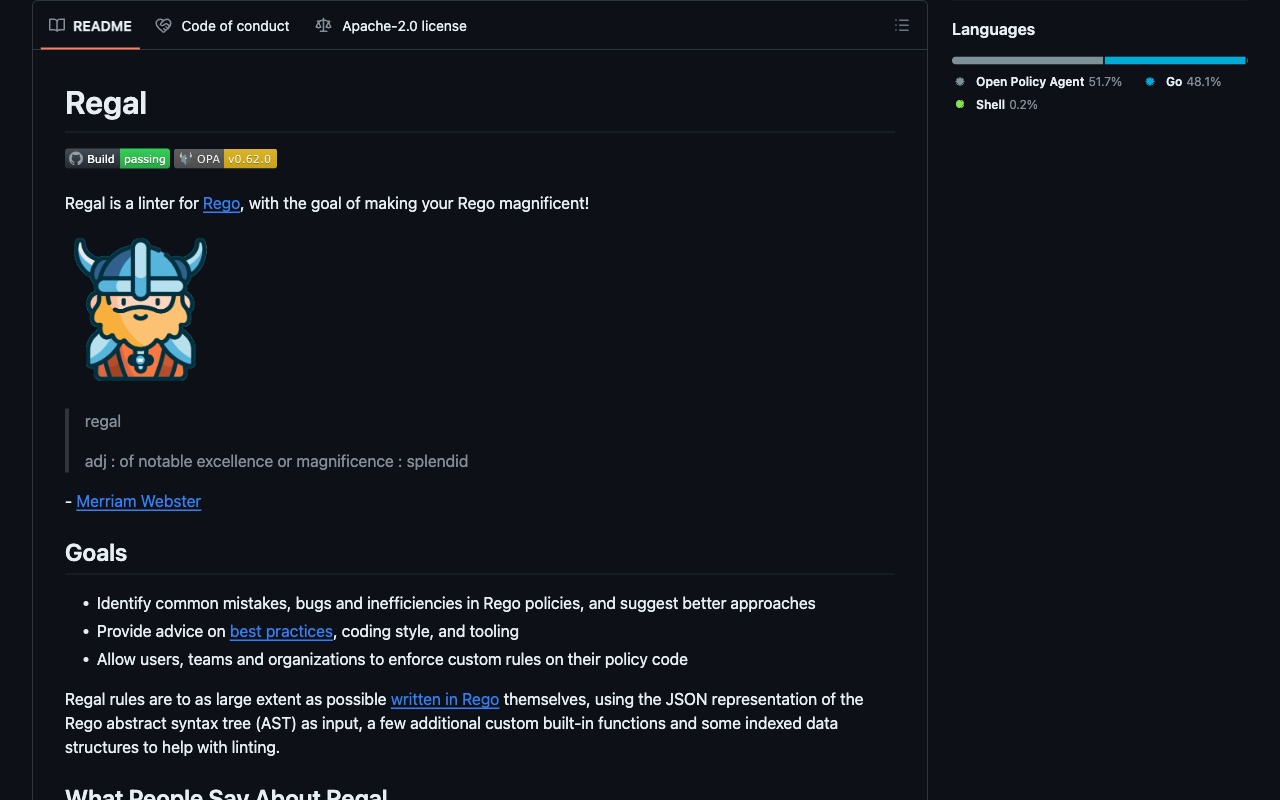 README
Code of conduct
Apache-2.0 license
Regal
Build passing
OPA v0.62.0
Regal is a linter for Rego, with the goal of making your Rego magnificent!
regal
adj : of notable excellence or magnificence : splendid
- Merriam Webster
Goals
• Identify common mistakes, bugs and inefficiencies in Rego policies, and suggest better approaches
• Provide advice on best practices, coding style, and tooling
• Allow users, teams and organizations to enforce custom rules on their policy code
Regal rules are to as large extent as possible written in Rego themselves, using the JSON representation of the
Rego abstract syntax tree (AST) as input, a few additional custom built-in functions and some indexed data
structures to help with linting.
What People Say About Regal
Languages
Open Policy Agent 51.7%
Go 48.1%
Shell 0.2%